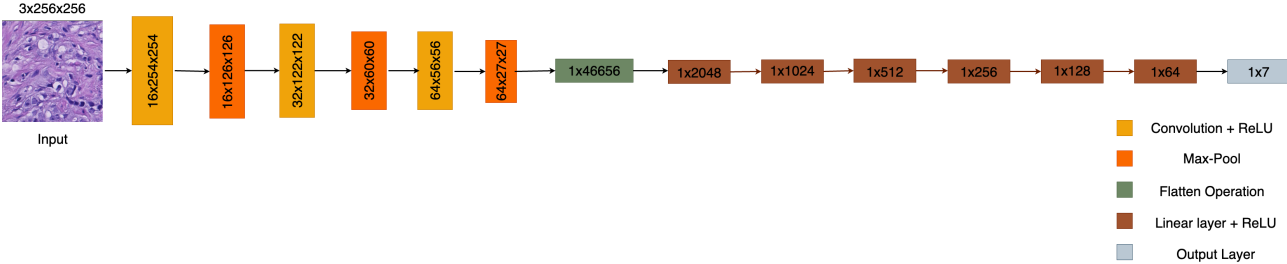 3x256x256
Input
16x254x254
16x126x126
32x122x122
32x60x60
64x56x56
64x27x27
1x46656
1x2048
1x1024
1x512
1x256
1x128
1x64
1x7
Convolution + ReLU
Max-Pool
Flatten Operation
Linear layer + ReLU
Output Layer